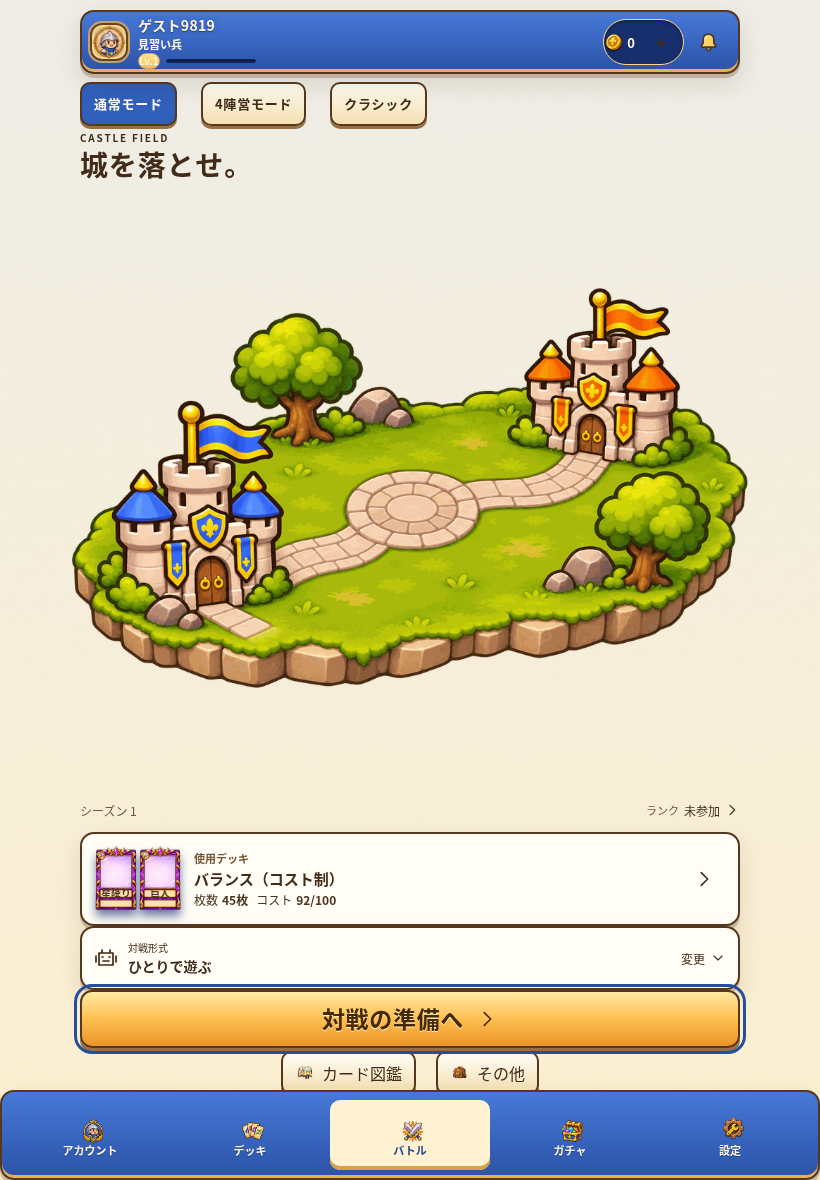 ゲスト9819
見習い兵
Lv.1
0
通常モード
4陣営モード
クラシック
CASTLE FIELD
城を落とせ。
シーズン 1
ランク 未参加
使用デッキ
バランス（コスト制）
枚数 45枚 コスト 92/100
巨人
対戦形式
ひとりで遊ぶ
変更
対戦の準備へ
カード図鑑
その他
アカウント
デッキ
バトル
ガチャ
設定